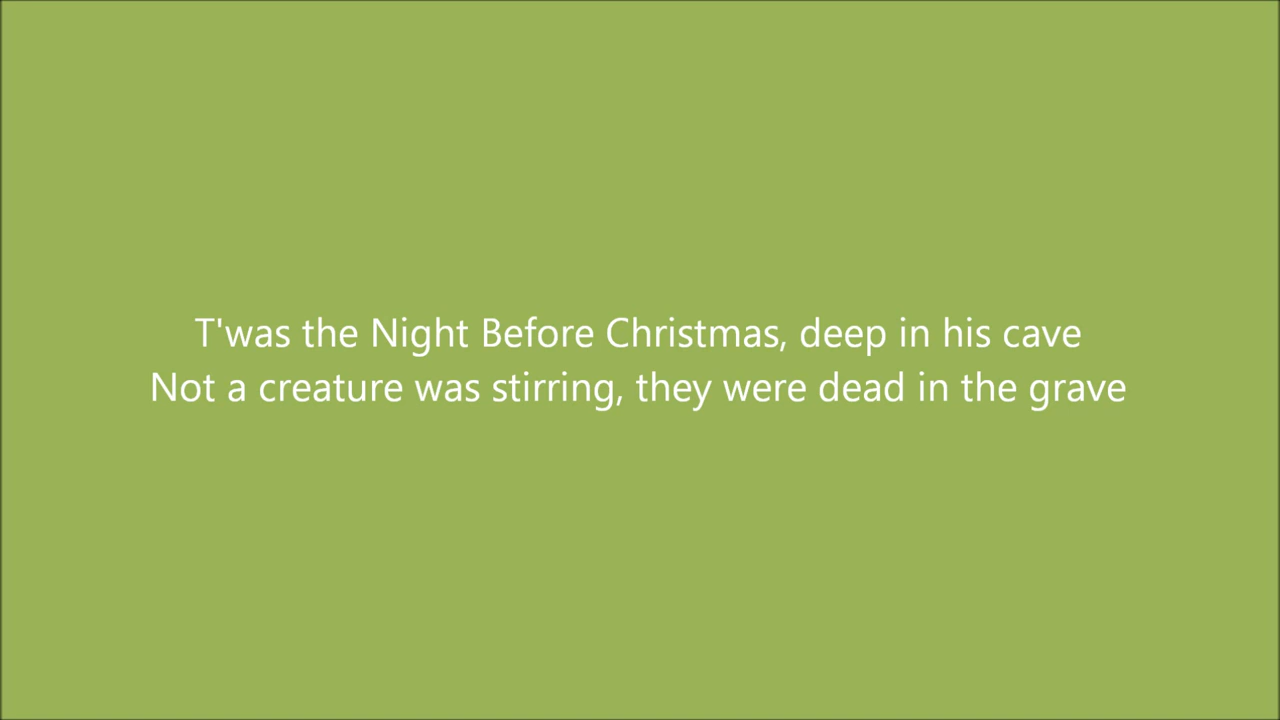 T'was the Night Before Christmas, deep in his cave
Not a creature was stirring, they were dead in the grave